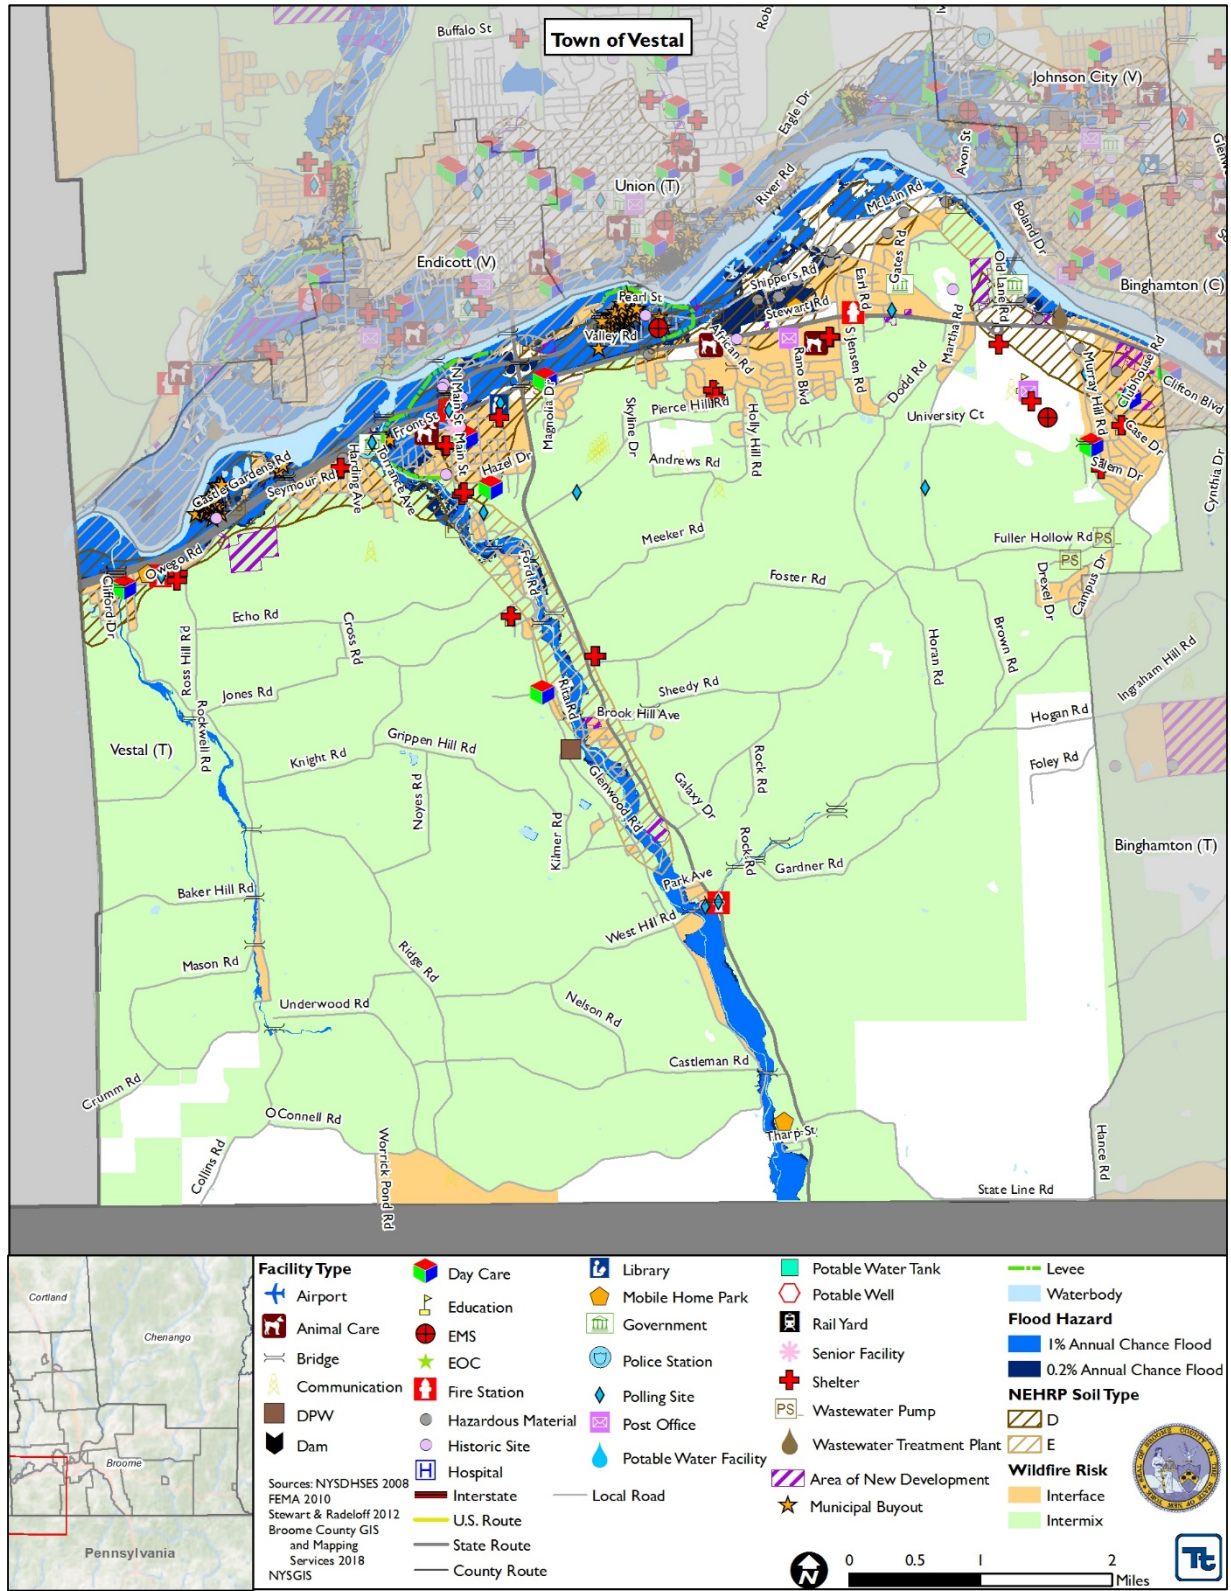 Town of Vestal
Buffalo St
Johnson City (V)
Eagle Dr
Avon St
Union (T)
River Rd
McLain Rd
Boland Dr
Endicott (V)
Gates Rd
Old Lane Rd
Shippers Rd
Earl Rd
Binghamton (C)
Pearl St
Stewart Rd
Valley Rd
African Rd
Rano Blvd
S Jensen Rd
Martha Rd
Dodd Rd
Murray Hill Rd
Clubhouse Rd
Clifton Blvd
N Main St
Front St
Main St
Magnolia Dr
Skyline Dr
Pierce Hill Rd
Holly Hill Rd
University Ct
Case Dr
Castle Gardens Rd
Seymour Rd
Harding Ave
Torrance Ave
Hazel Dr
Andrews Rd
Salem Dr
Cynthia Dr
Owego Rd
Meeker Rd
Fuller Hollow Rd
PS
PS
Clifford Dr
Ford Rd
Foster Rd
Drexel Dr
Campus Dr
Echo Rd
Cross Rd
Ross Hill Rd
Horan Rd
Brown Rd
Ingraham Hill Rd
Jones Rd
Rita Rd
Sheedy Rd
Rockwell Rd
Brook Hill Ave
Hogan Rd
Vestal (T)
Knight Rd
Grippen Hill Rd
Foley Rd
Noyes Rd
Glenwood Rd
Galaxy Dr
Rock Rd
Kilmer Rd
Rock Rd
Gardner Rd
Binghamton (T)
Baker Hill Rd
Park Ave
West Hill Rd
Mason Rd
Ridge Rd
Underwood Rd
Nelson Rd
Castleman Rd
Crumm Rd
OConnell Rd
Tharp St
Collins Rd
Worrick Pond Rd
Hance Rd
State Line Rd
Cortland
Chenango
Broome
Pennsylvania
Facility Type
Airport
Animal Care
Bridge
Communication
DPW
Dam
Sources: NYSDHSES 2008
FEMA 2010
Stewart & Radeloff 2012
Broome County GIS
and Mapping
Services 2018
NYSGIS
Day Care
Education
EMS
EOC
Fire Station
Hazardous Material
Historic Site
H Hospital
Interstate
U.S. Route
State Route
County Route
Library
Mobile Home Park
Government
Police Station
Polling Site
Post Office
Potable Water Facility
Local Road
Potable Water Tank
Potable Well
Rail Yard
Senior Facility
Shelter
PS Wastewater Pump
Wastewater Treatment Plant
Area of New Development
Municipal Buyout
Levee
Waterbody
Flood Hazard
1% Annual Chance Flood
0.2% Annual Chance Flood
NEHRP Soil Type
D
E
Wildfire Risk
Interface
Intermix
N
0 0.5 1 2
Miles
Tt